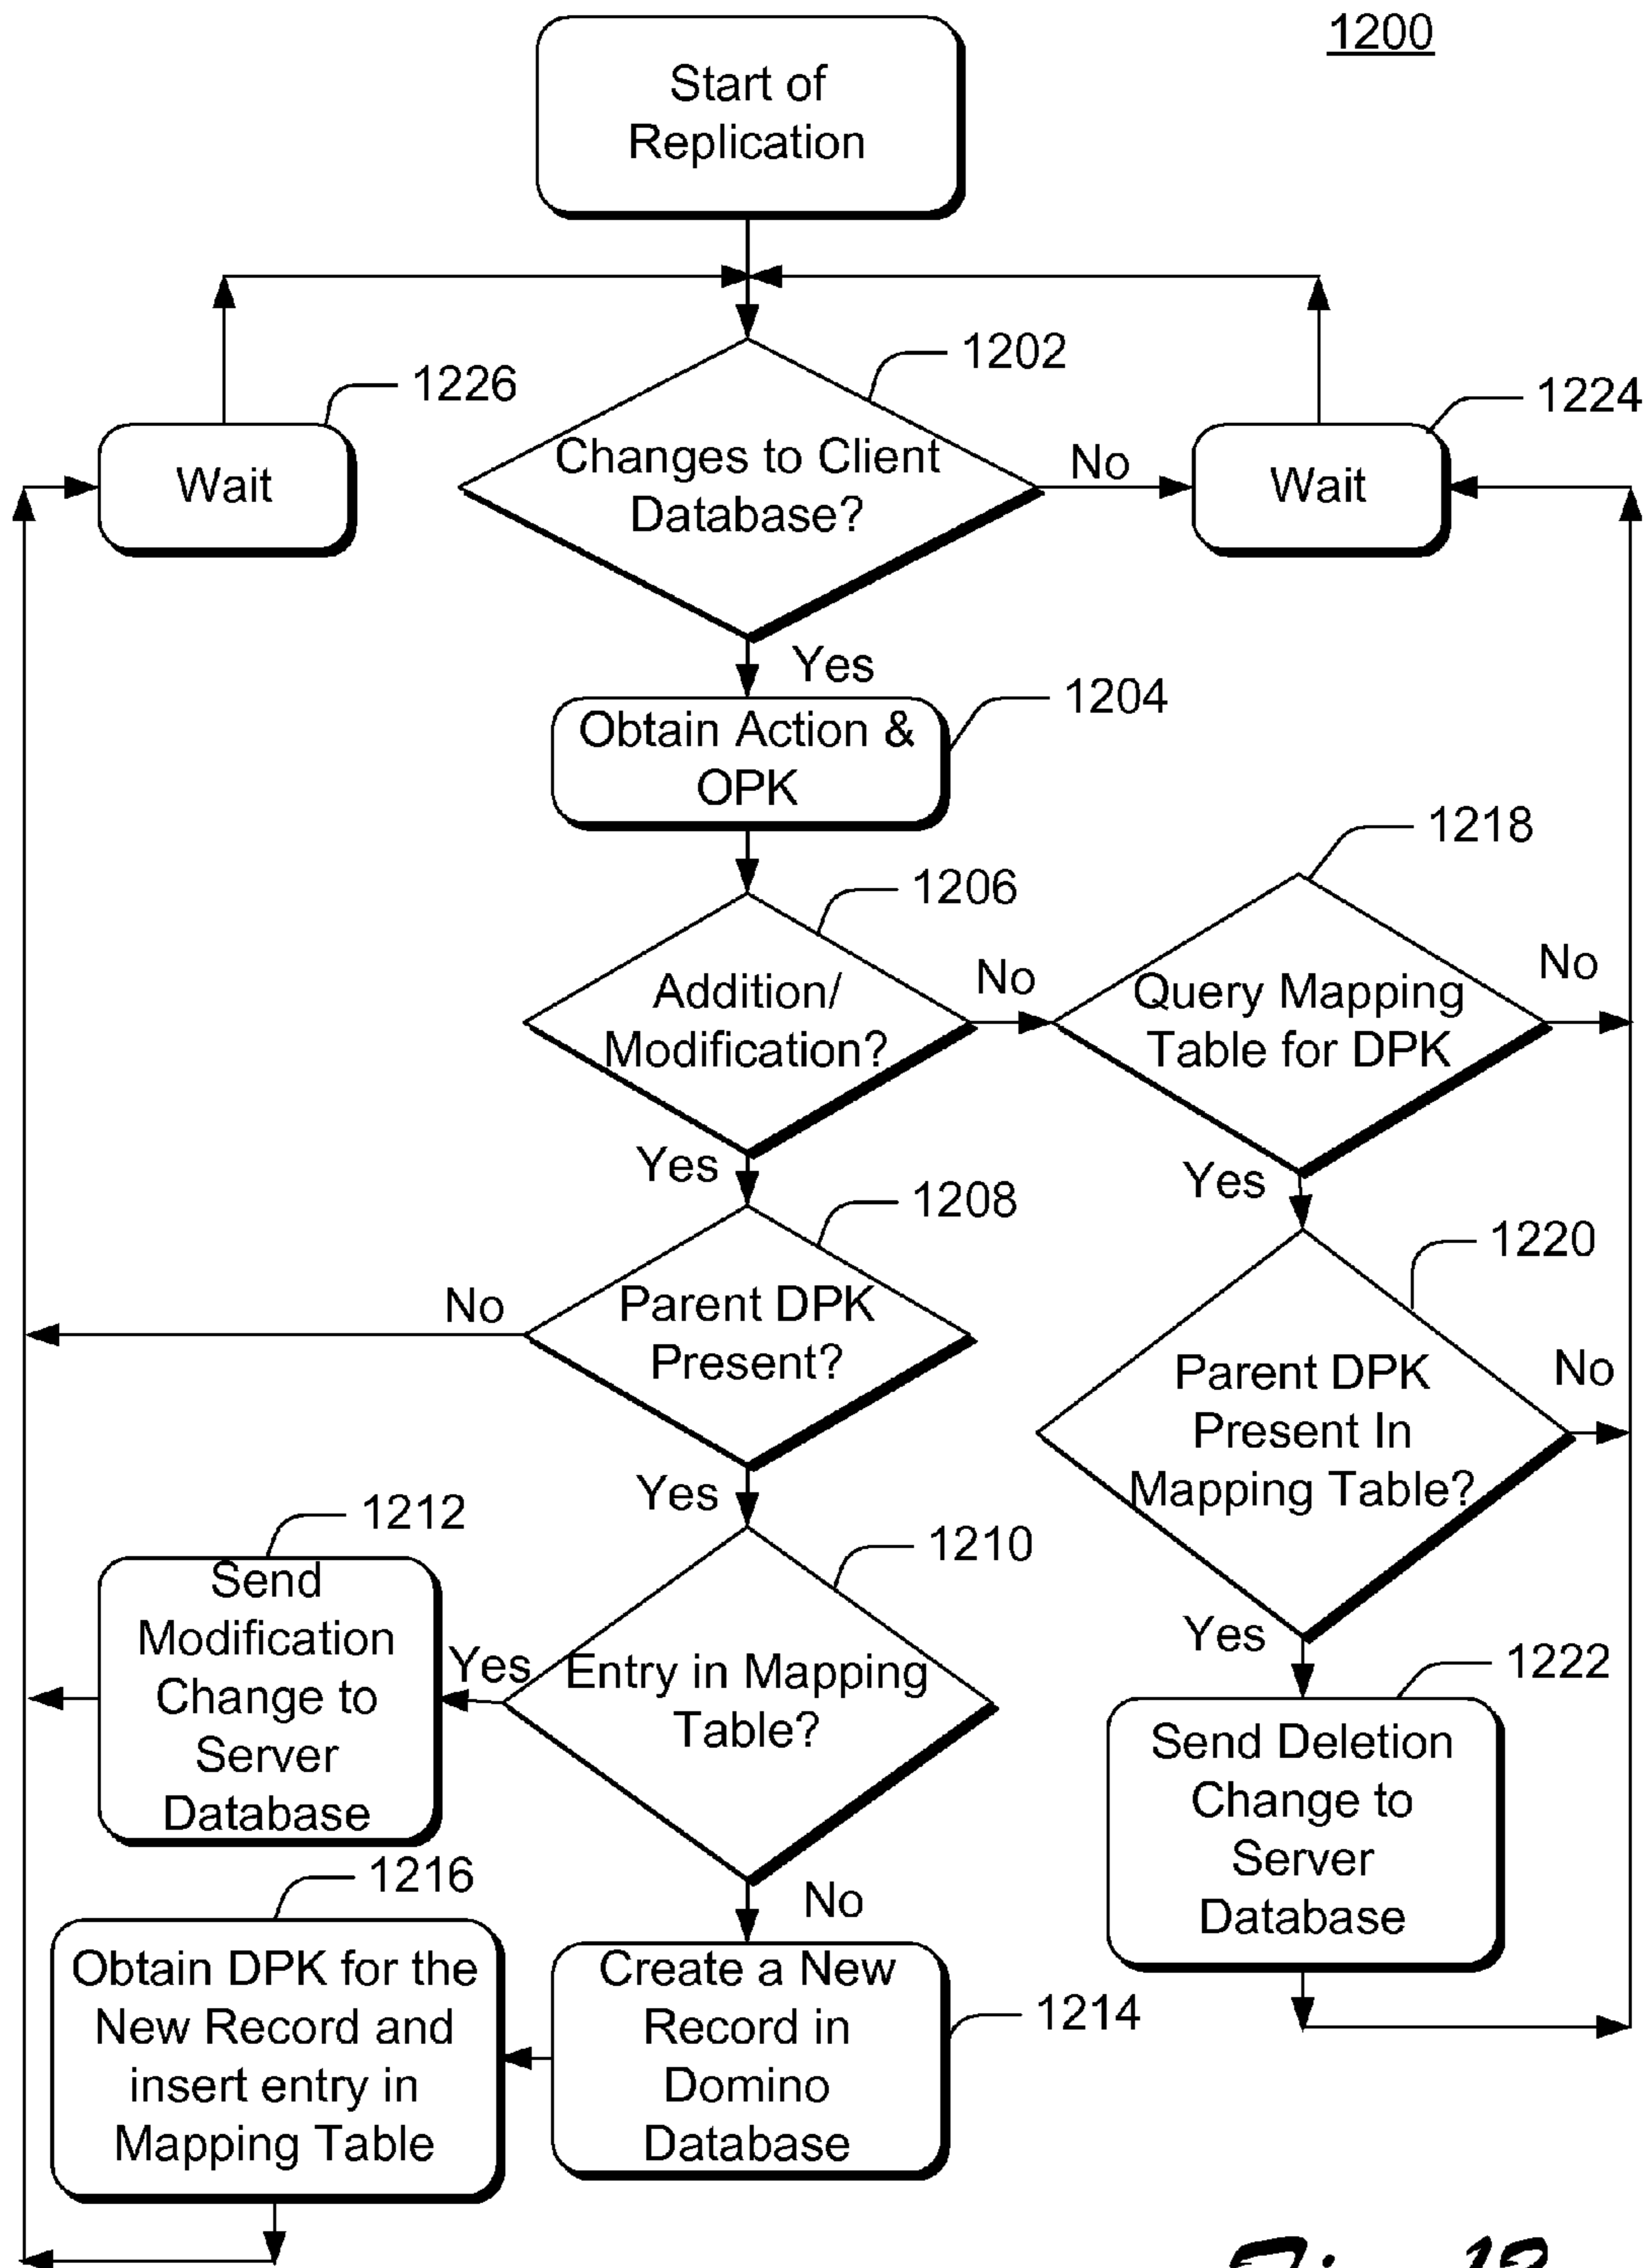 1200
Start of
Replication
1202
1226
1224
Changes to Client
Database?
No
Wait
Wait
Yes
1204
Obtain Action &
OPK
1218
1206
Addition/
Modification?
No
Query Mapping
Table for DPK
No
Yes
Yes
1208
1220
No
Parent DPK
Present?
Parent DPK
Present In
Mapping Table?
No
Yes
1212
1210
Send
Modification
Change to
Server
Database
Yes
Entry in Mapping
Table?
Yes
1222
Send Deletion
Change to
Server
Database
1216
No
Obtain DPK for the
New Record and
insert entry in
Mapping Table
Create a New
Record in
Domino
Database
1214